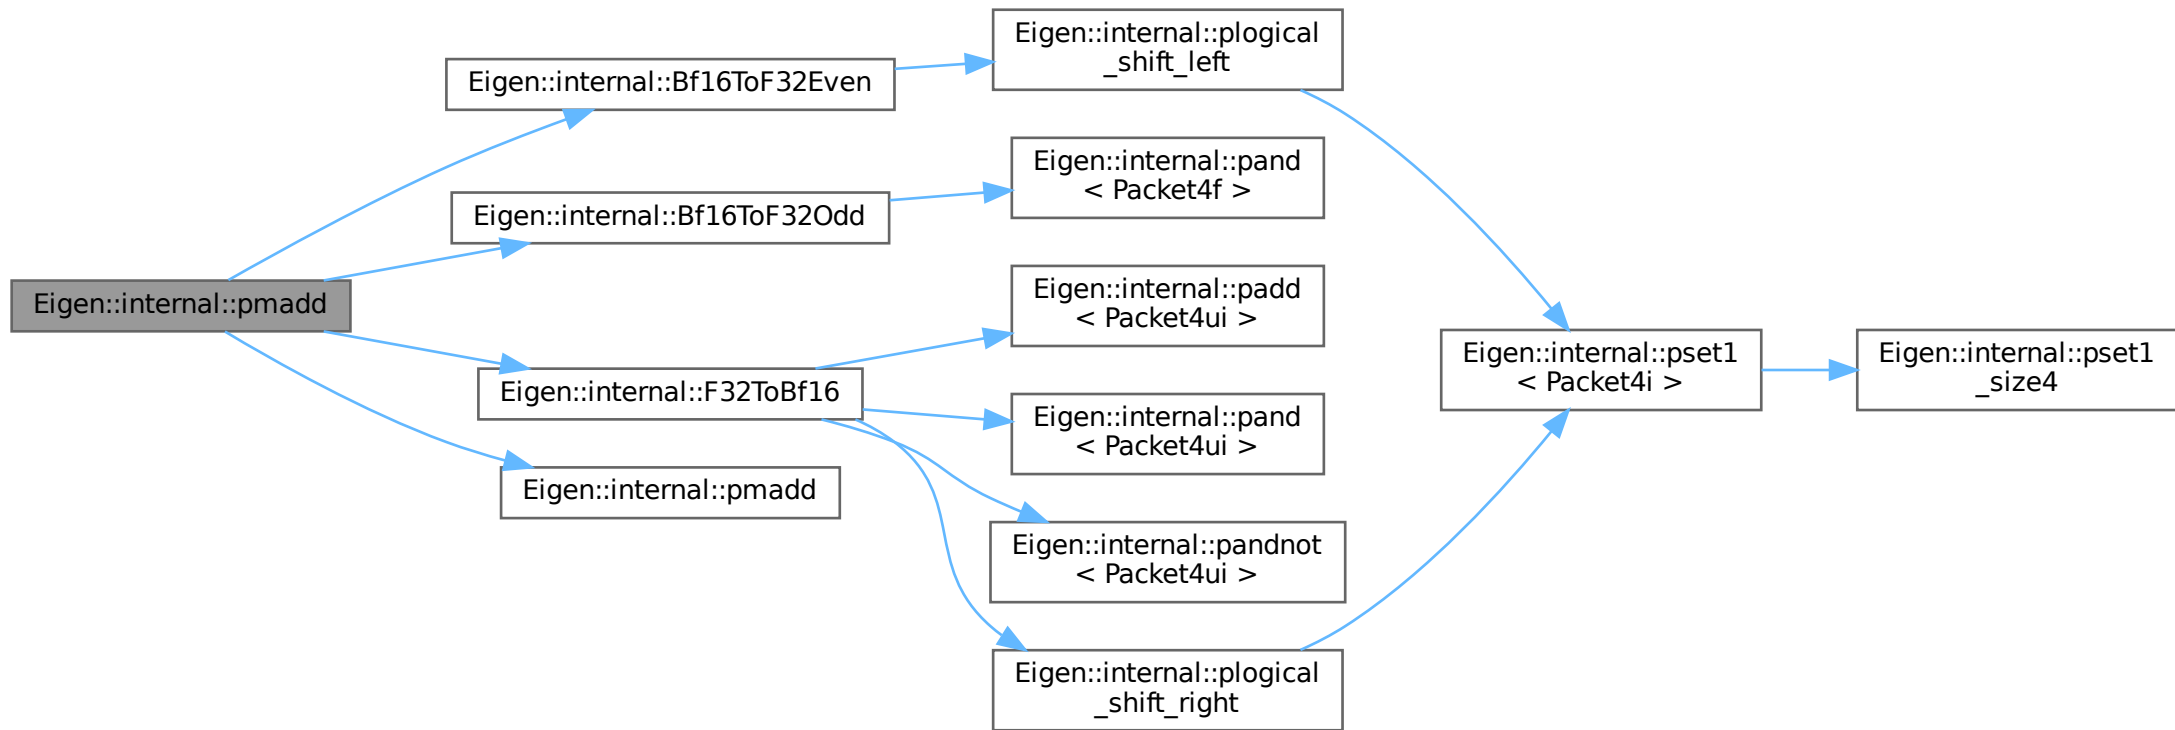 Eigen::internal::pmadd
Eigen::internal::Bf16ToF32Even
Eigen::internal::Bf16ToF32Odd
Eigen::internal::F32ToBf16
Eigen::internal::pmadd
Eigen::internal::plogical
_shift_left
Eigen::internal::pand
< Packet4f >
Eigen::internal::padd
< Packet4ui >
Eigen::internal::pand
< Packet4ui >
Eigen::internal::pandnot
< Packet4ui >
Eigen::internal::plogical
_shift_right
Eigen::internal::pset1
< Packet4i >
Eigen::internal::pset1
_size4